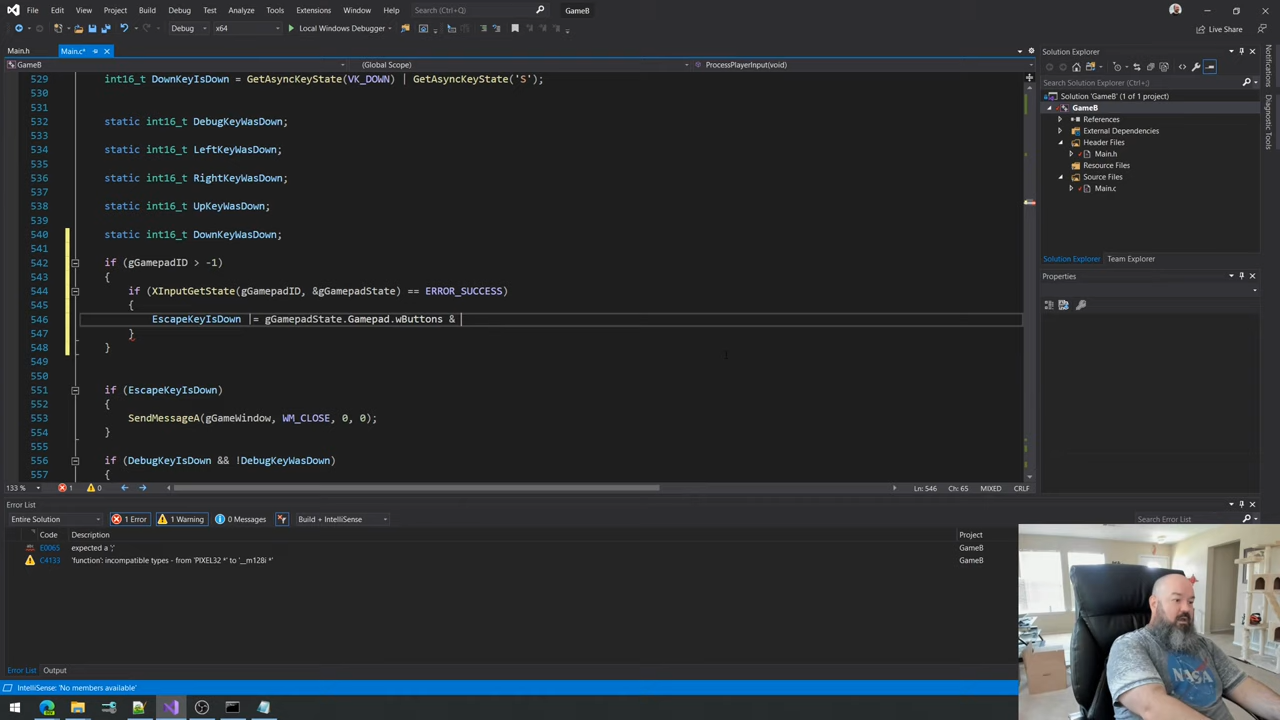 File Edit View Git Project Build Debug Test Analyze Tools Extensions Window Help Search (Ctrl+Q) GameB
Debug x64 Local Windows Debugger Live Share
Main.h Main.c*
GameB (Global Scope) ProcessPlayerInput(void)
529 int16_t DownKeyIsDown = GetAsyncKeyState(VK_DOWN) | GetAsyncKeyState('S');
530
531
532 static int16_t DebugKeyWasDown;
533
534 static int16_t LeftKeyWasDown;
535
536 static int16_t RightKeyWasDown;
537
538 static int16_t UpKeyWasDown;
539
540 static int16_t DownKeyWasDown;
541
542 if (gGamepadID > -1)
543 {
544 if (XInputGetState(gGamepadID, &gGamepadState) == ERROR_SUCCESS)
545 {
546 EscapeKeyIsDown |= gGamepadState.Gamepad.wButtons &
547 }
548 }
549
550
551 if (EscapeKeyIsDown)
552 {
553 SendMessageA(gGameWindow, WM_CLOSE, 0, 0);
554 }
555
556 if (DebugKeyIsDown && !DebugKeyWasDown)
557 {
133 % 1 0 Ln: 546 Ch: 65 MIXED CRLF
Solution Explorer
Search Solution Explorer (Ctrl+;)
Solution 'GameB' (1 of 1 project)
GameB
References
External Dependencies
Header Files
Main.h
Resource Files
Source Files
Main.c
Solution Explorer Team Explorer
Properties
Notifications
Diagnostic Tools
Error List
Entire Solution 1 Error 1 Warning 0 Messages Build + IntelliSense Search Error List
Code Description Project
E0065 expected a ';' GameB
C4133 'function': incompatible types - from 'PIXEL32 *' to '__m128i *' GameB
Error List Output
IntelliSense: 'No members available'
NASA